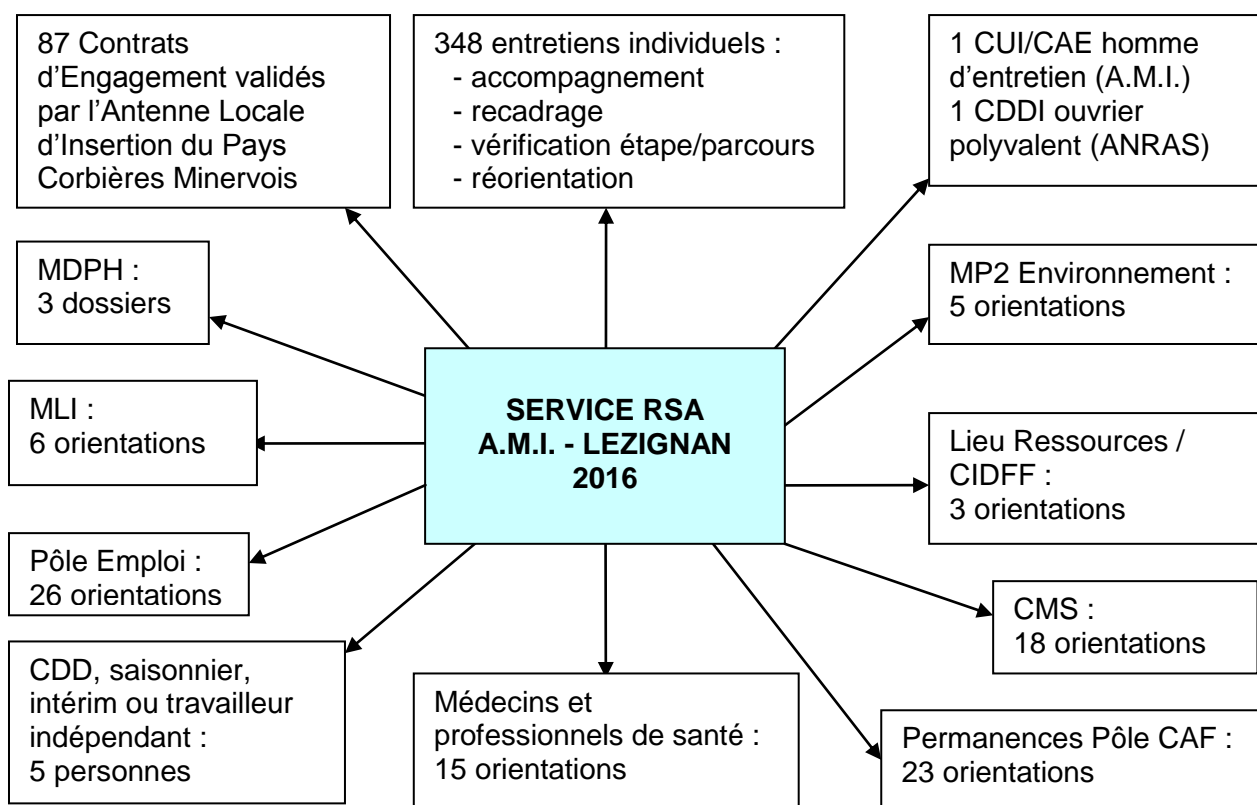 87 Contrats
d’Engagement validés
par l’Antenne Locale
d’Insertion du Pays
Corbières Minervois
348 entretiens individuels :
- accompagnement
- recadrage
- vérification étape/parcours
- réorientation
1 CUI/CAE homme
d’entretien (A.M.I.)
1 CDDI ouvrier
polyvalent (ANRAS)
MDPH :
3 dossiers
MP2 Environnement :
5 orientations
SERVICE RSA
A.M.I. - LEZIGNAN
2016
MLI :
6 orientations
Lieu Ressources /
CIDFF :
3 orientations
Pôle Emploi :
26 orientations
CMS :
18 orientations
CDD, saisonnier,
intérim ou travailleur
indépendant :
5 personnes
Médecins et
professionnels de santé :
15 orientations
Permanences Pôle CAF :
23 orientations